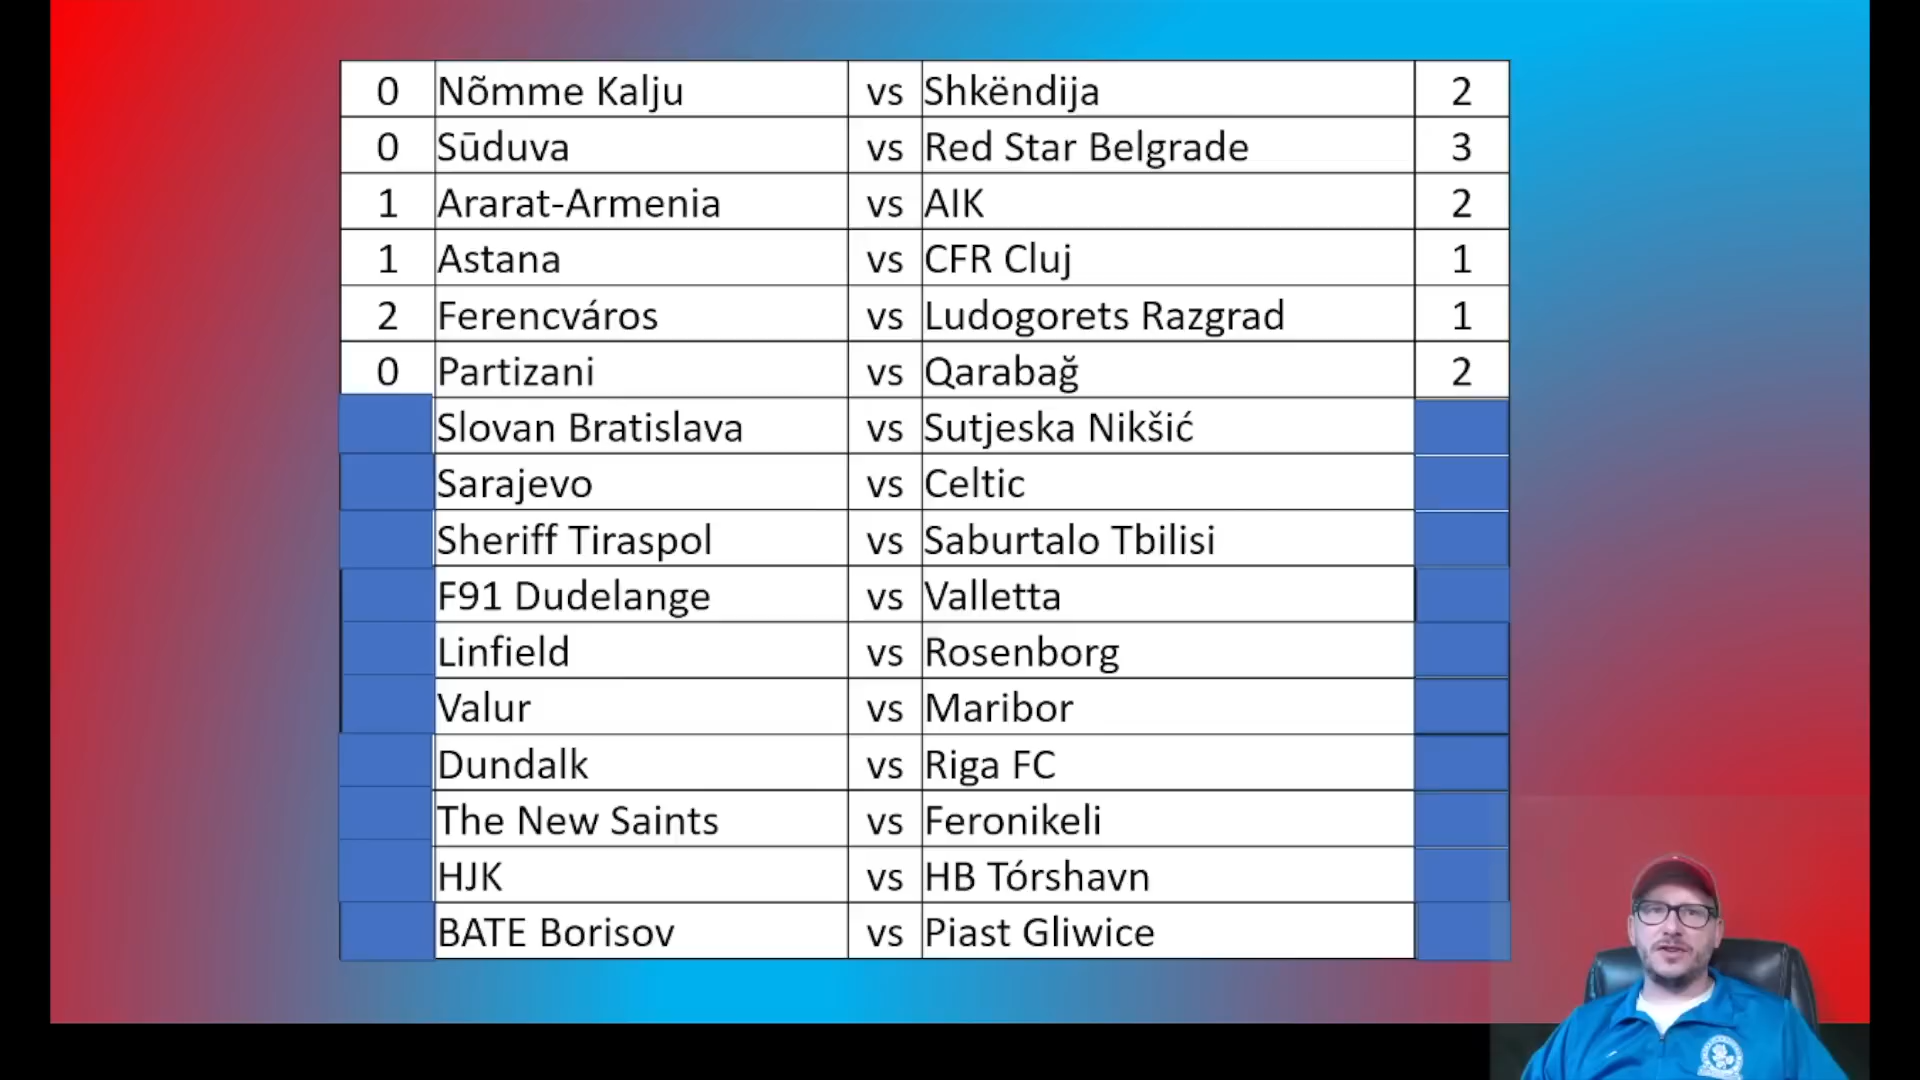 0 Nõmme Kalju vs Shkëndija 2
0 Sūduva vs Red Star Belgrade 3
1 Ararat-Armenia vs AIK 2
1 Astana vs CFR Cluj 1
2 Ferencváros vs Ludogorets Razgrad 1
0 Partizani vs Qarabağ 2
Slovan Bratislava vs Sutjeska Nikšić
Sarajevo vs Celtic
Sheriff Tiraspol vs Saburtalo Tbilisi
F91 Dudelange vs Valletta
Linfield vs Rosenborg
Valur vs Maribor
Dundalk vs Riga FC
The New Saints vs Feronikeli
HJK vs HB Tórshavn
BATE Borisov vs Piast Gliwice